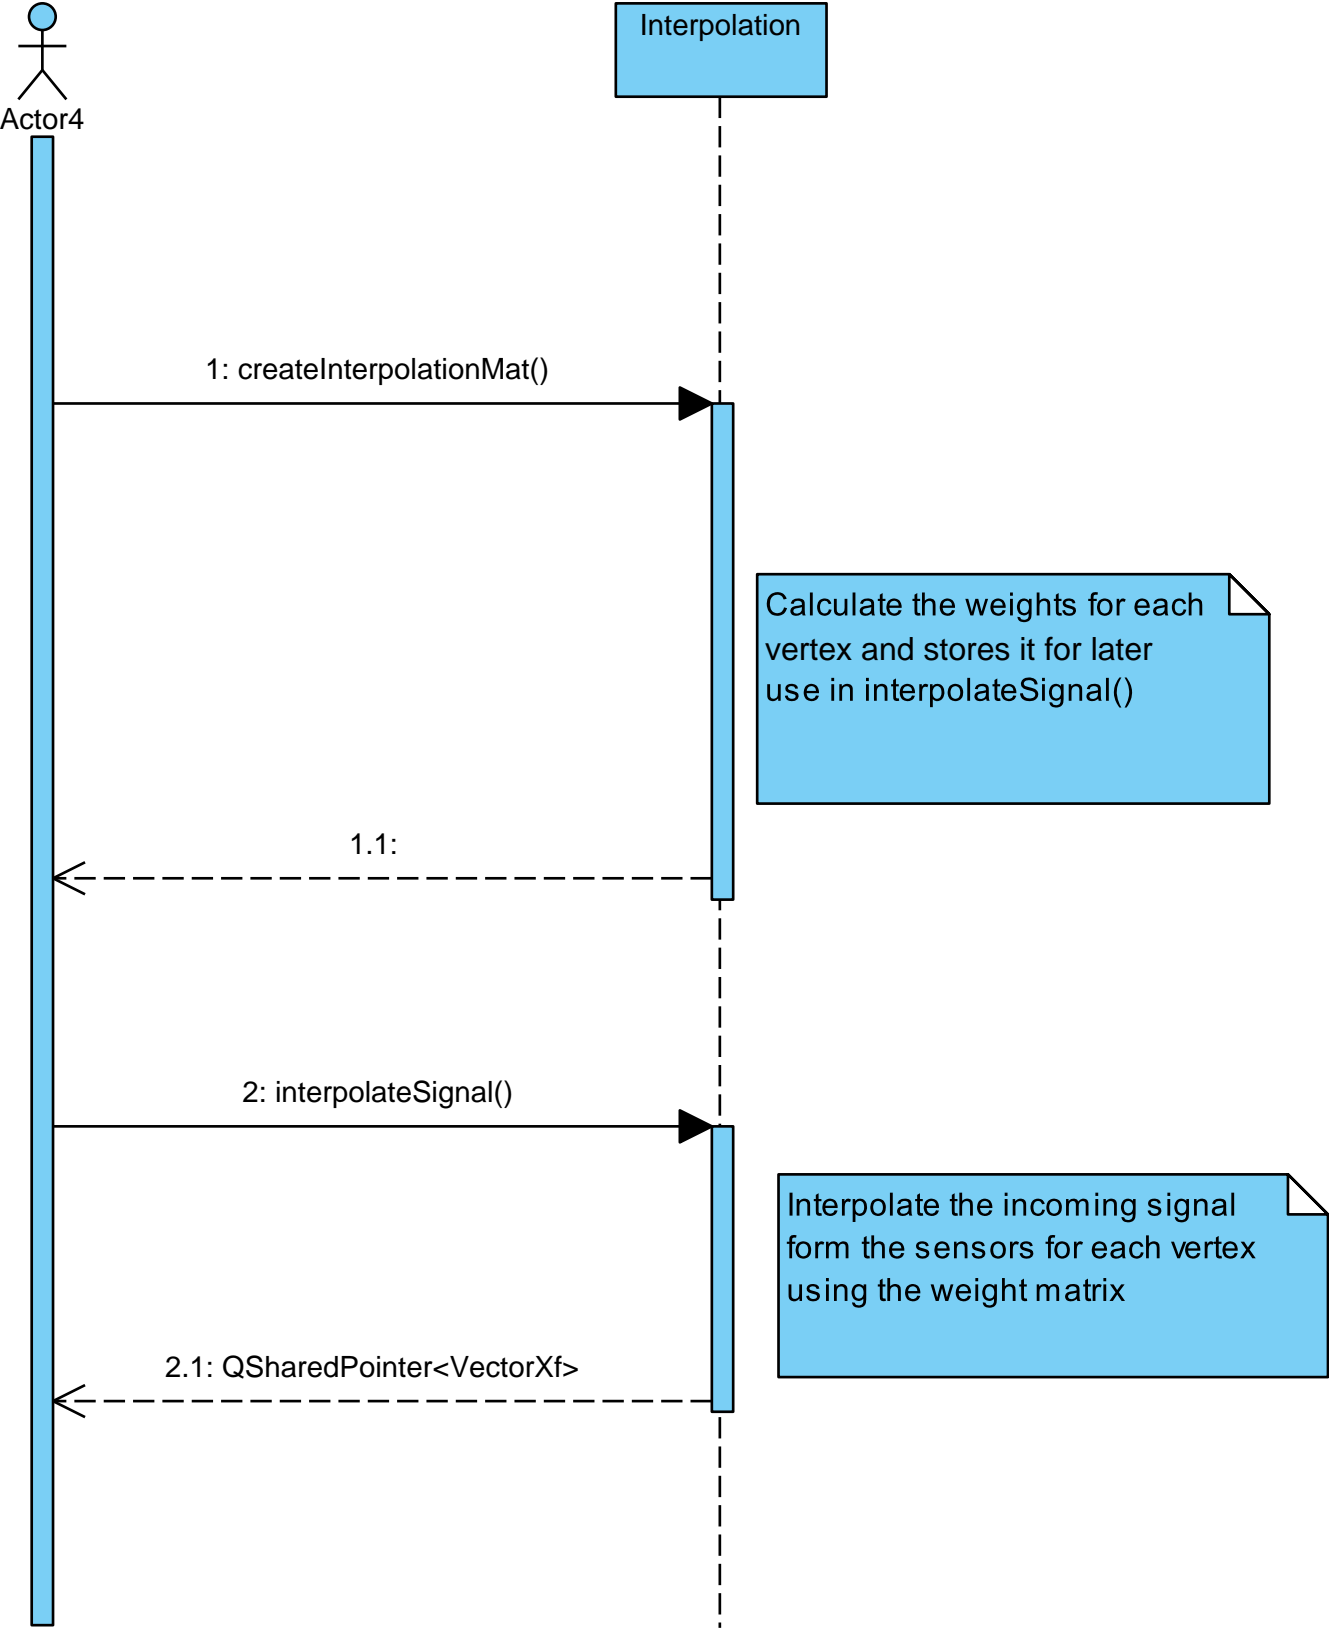 Interpolation
Actor4
1: createInterpolationMat()
Calculate the weights for each
vertex and stores it for later
use in interpolateSignal()
1.1:
2: interpolateSignal()
Interpolate the incoming signal
form the sensors for each vertex
using the weight matrix
2.1: QSharedPointer<VectorXf>